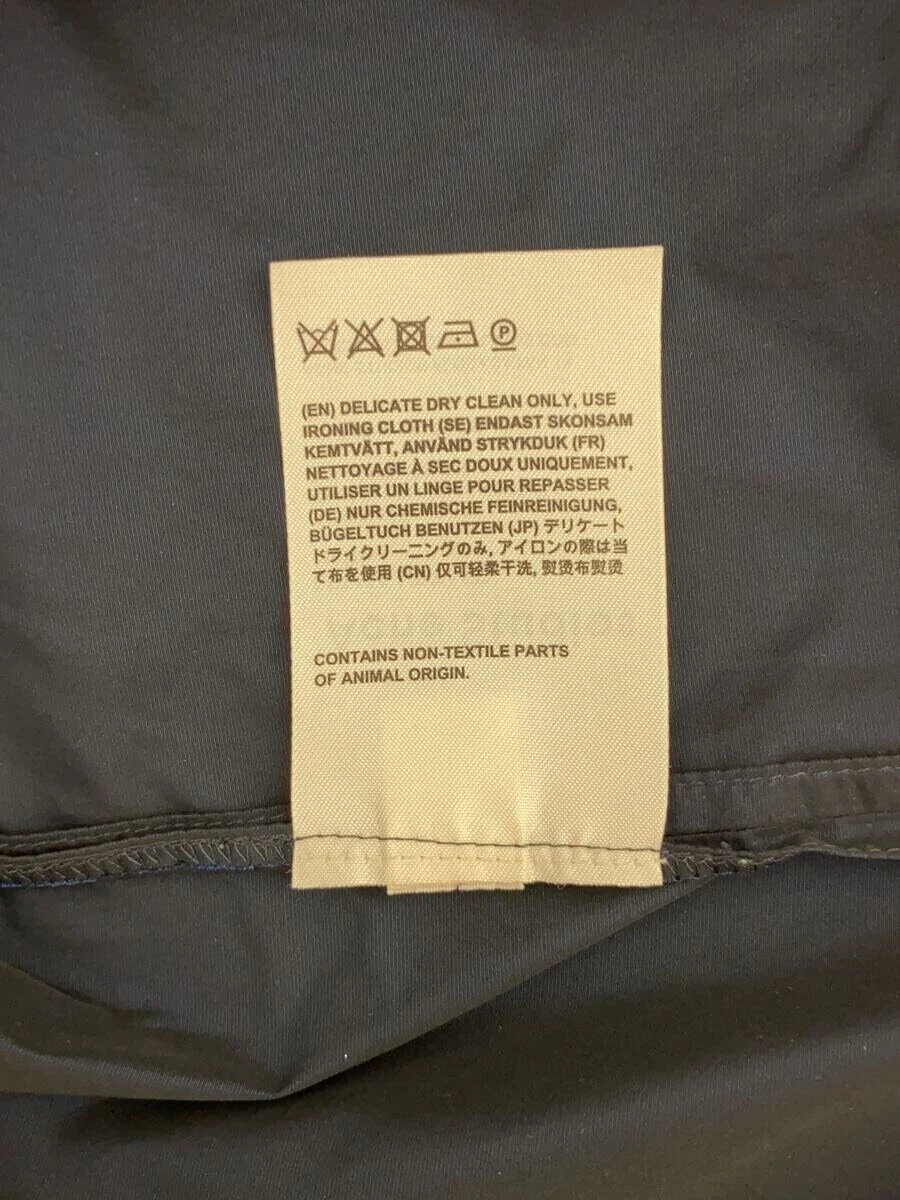 P
(EN) DELICATE DRY CLEAN ONLY, USE
IRONING CLOTH (SE) ENDAST SKONSAM
KEMTVÄTT, ANVÄND STRYKDUK (FR)
NETTOYAGE À SEC DOUX UNIQUEMENT,
UTILISER UN LINGE POUR REPASSER
(DE) NUR CHEMISCHE FEINREINIGUNG,
BÜGELTUCH BENUTZEN (JP) デリケート
ドライクリーニングのみ, アイロンの際は当
て布を使用 (CN) 仅可轻柔干洗, 熨烫布熨烫
CONTAINS NON-TEXTILE PARTS
OF ANIMAL ORIGIN.